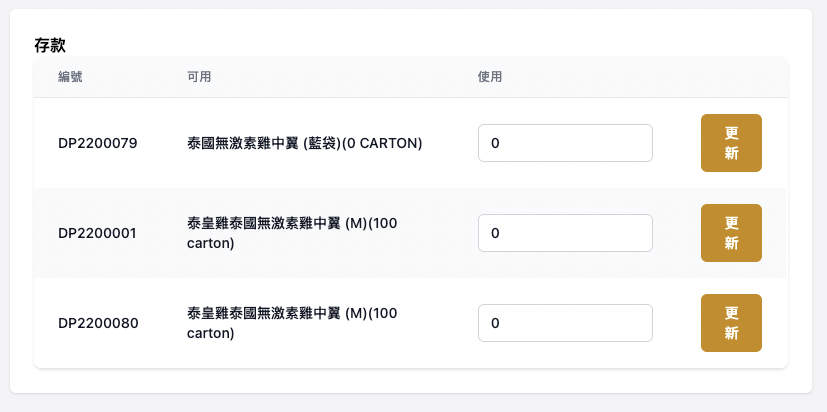 存款
編號 可用 使用
DP2200079 泰國無激素雞中翼 (藍袋)(0 CARTON) 0 更
新
DP2200001 泰皇雞泰國無激素雞中翼 (M)(100
carton) 0 更
新
DP2200080 泰皇雞泰國無激素雞中翼 (M)(100
carton) 0 更
新